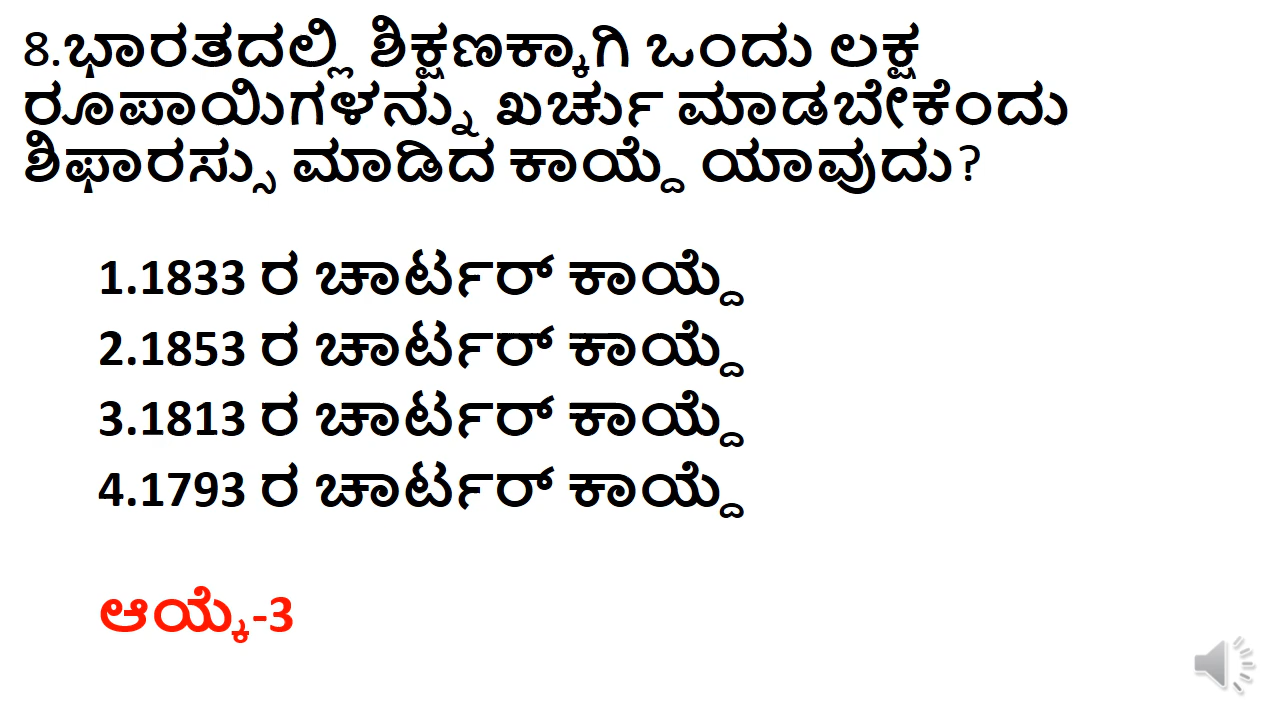 8.ಭಾರತದಲ್ಲಿ ಶಿಕ್ಷಣಕ್ಕಾಗಿ ಒಂದು ಲಕ್ಷ
ರೂಪಾಯಿಗಳನ್ನು ಖರ್ಚು ಮಾಡಬೇಕೆಂದು
ಶಿಫಾರಸ್ಸು ಮಾಡಿದ ಕಾಯ್ದೆ ಯಾವುದು?
1.1833 ರ ಚಾರ್ಟರ್ ಕಾಯ್ದೆ
2.1853 ರ ಚಾರ್ಟರ್ ಕಾಯ್ದೆ
3.1813 ರ ಚಾರ್ಟರ್ ಕಾಯ್ದೆ
4.1793 ರ ಚಾರ್ಟರ್ ಕಾಯ್ದೆ
ಆಯ್ಕೆ-3